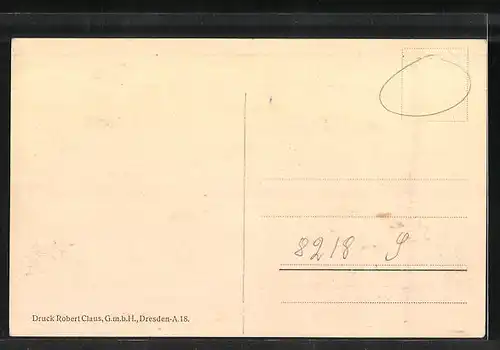 8218 S
Druck Robert Claus, G.m.b.H., Dresden-A.18.